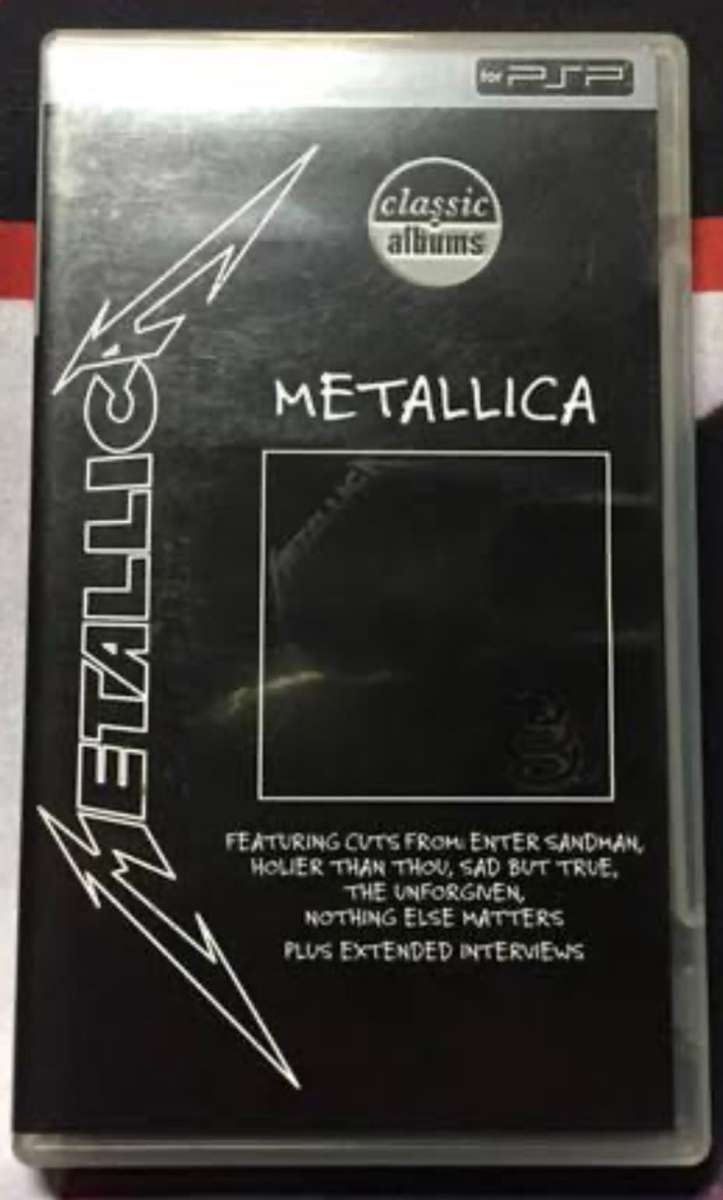 for PSP
classic
albums
METALLICA
METALLICA
METALLICA
FEATURING CUTS FROM: ENTER SANDMAN,
HOLIER THAN THOU, SAD BUT TRUE,
THE UNFORGIVEN,
NOTHING ELSE MATTERS
PLUS EXTENDED INTERVIEWS